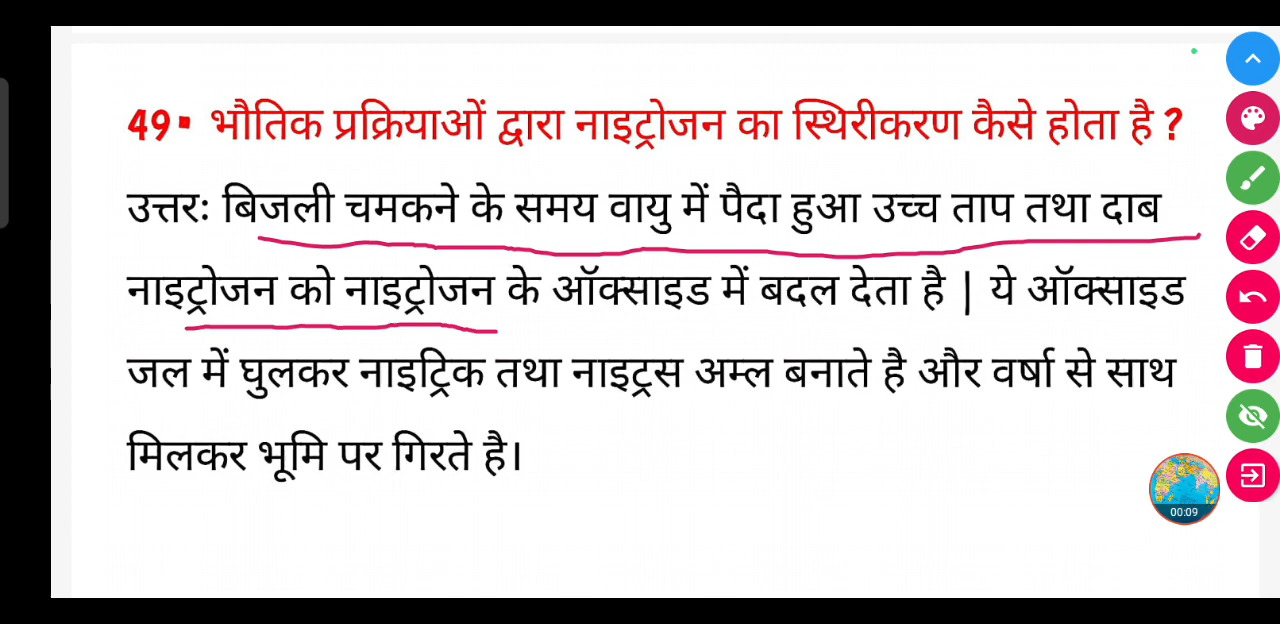 49▪ भौतिक प्रक्रियाओं द्वारा नाइट्रोजन का स्थिरीकरण कैसे होता है ?
उत्तरः बिजली चमकने के समय वायु में पैदा हुआ उच्च ताप तथा दाब
नाइट्रोजन को नाइट्रोजन के ऑक्साइड में बदल देता है | ये ऑक्साइड
जल में घुलकर नाइट्रिक तथा नाइट्रस अम्ल बनाते है और वर्षा से साथ
मिलकर भूमि पर गिरते है।
00:09